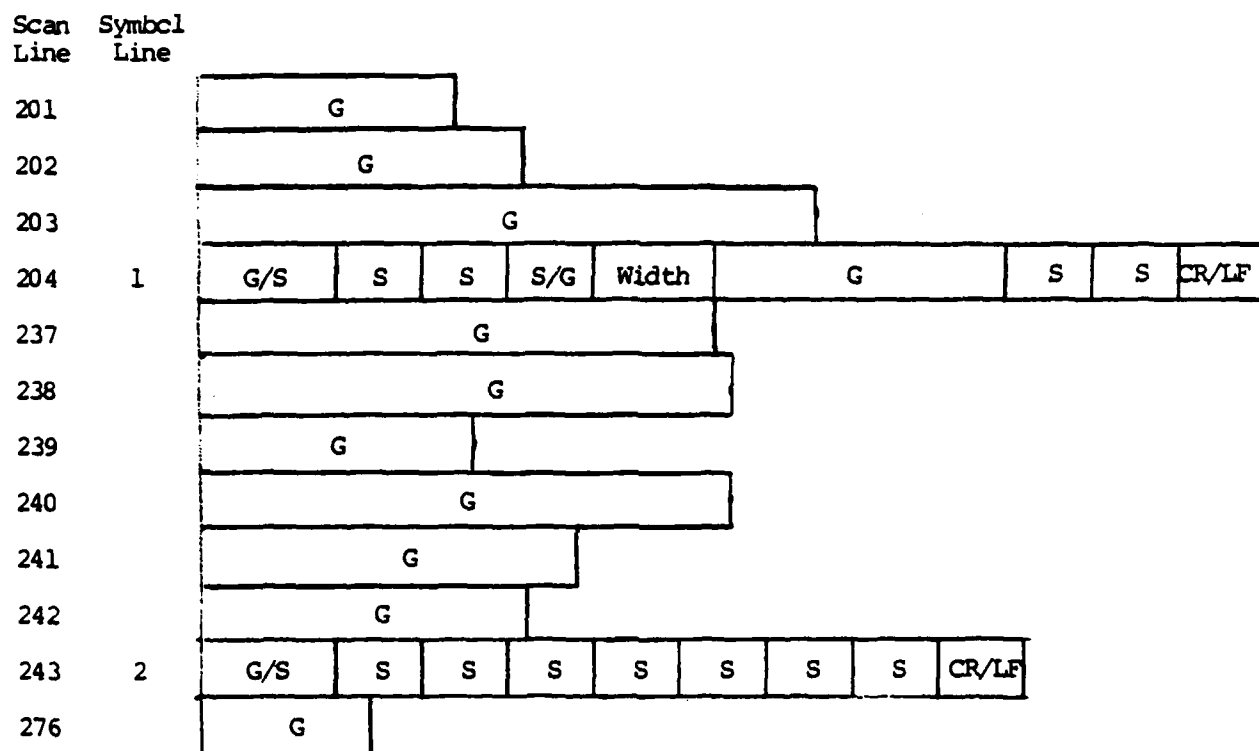 Scan Symbcl
Line Line
201 G
202 G
203 G
204 1 G/S S S S/G Width G S S CR/LF
237 G
238 G
239 G
240 G
241 G
242 G
243 2 G/S S S S S S S S CR/LF
276 G